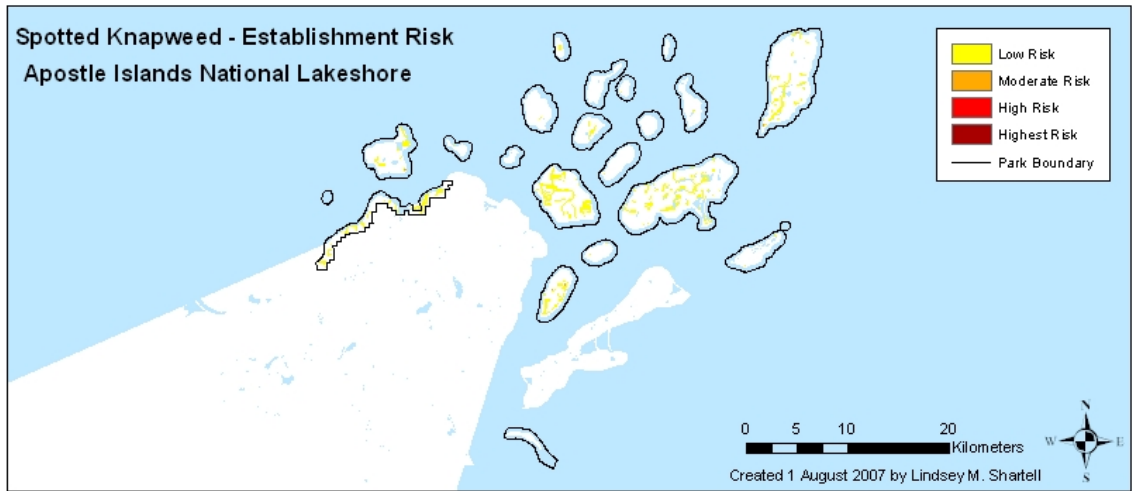 Spotted Knapweed - Establishment Risk
Apostle Islands National Lakeshore
Low Risk
Moderate Risk
High Risk
Highest Risk
Park Boundary
0 5 10 20
Kilometers
Created 1 August 2007 by Lindsey M. Shartell
N
W E
S